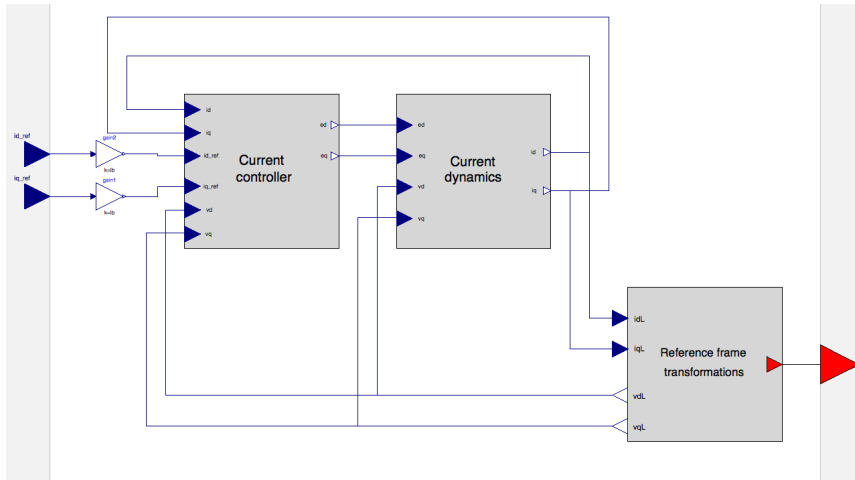 id_ref
gain2
k=Ib
iq_ref
gain1
k=Ib
id
iq
id_ref
iq_ref
vd
vq
Current
controller
ed
eq
ed
eq
vd
vq
Current
dynamics
id
iq
idL
iqL
vdL
vqL
Reference frame
transformations